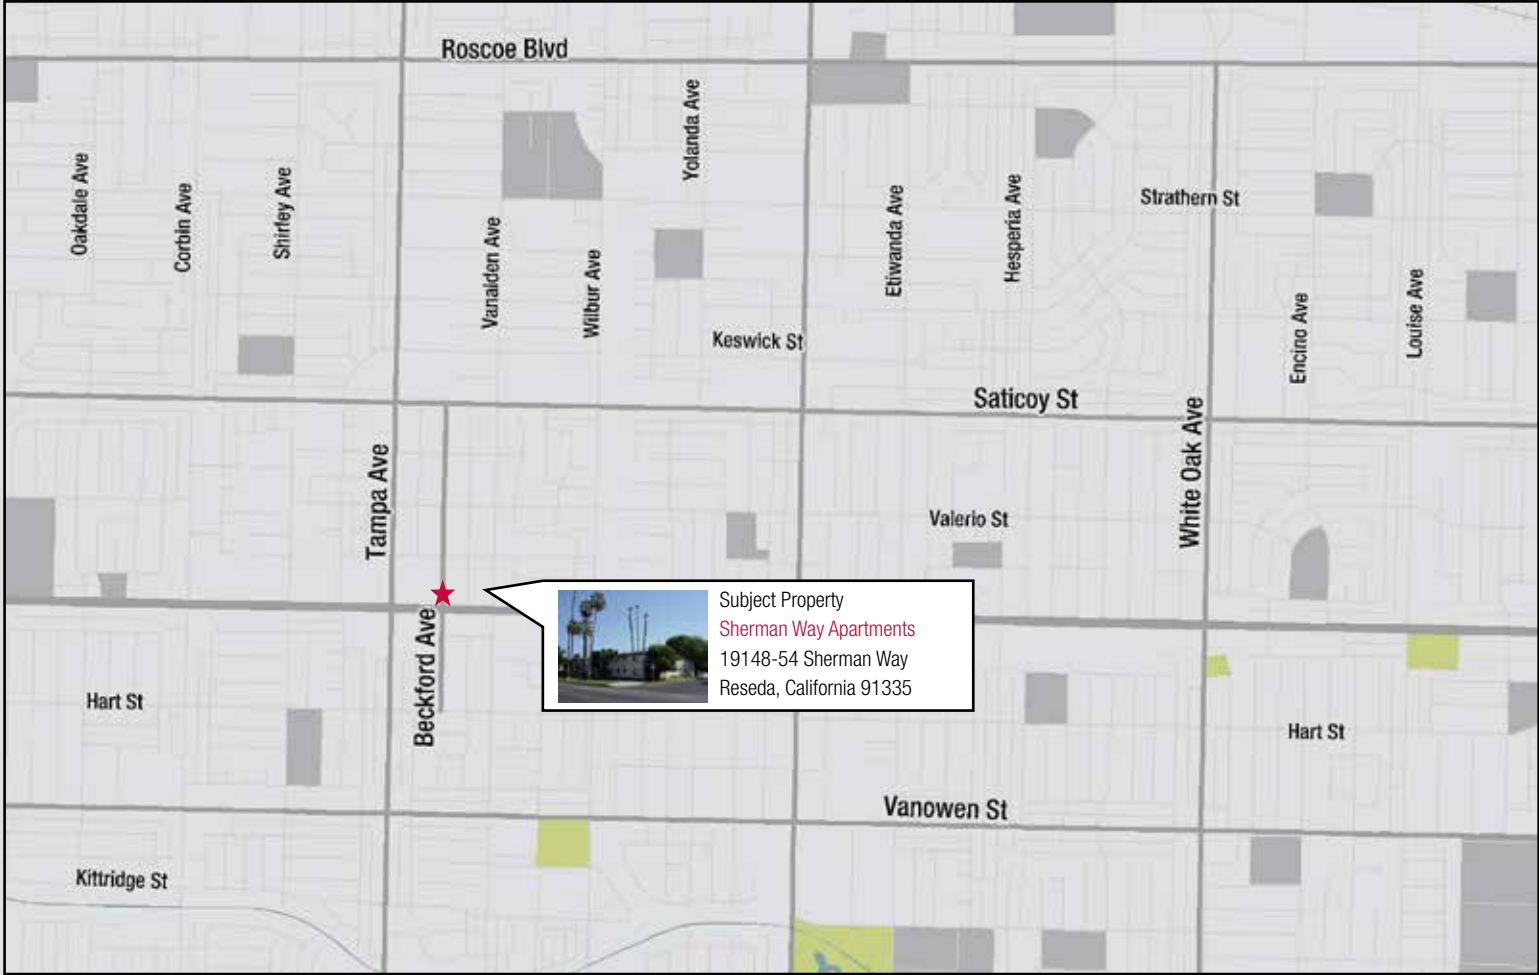 Roscoe Blvd
Yolanda Ave
Oakdale Ave
Corbin Ave
Shirley Ave
Vanalden Ave
Wilbur Ave
Etiwanda Ave
Hesperia Ave
Strathern St
Encino Ave
Louise Ave
Keswick St
Saticoy St
Tampa Ave
White Oak Ave
Valerio St
Beckford Ave
Subject Property
Sherman Way Apartments
19148-54 Sherman Way
Reseda, California 91335
Hart St
Hart St
Vanowen St
Kittridge St